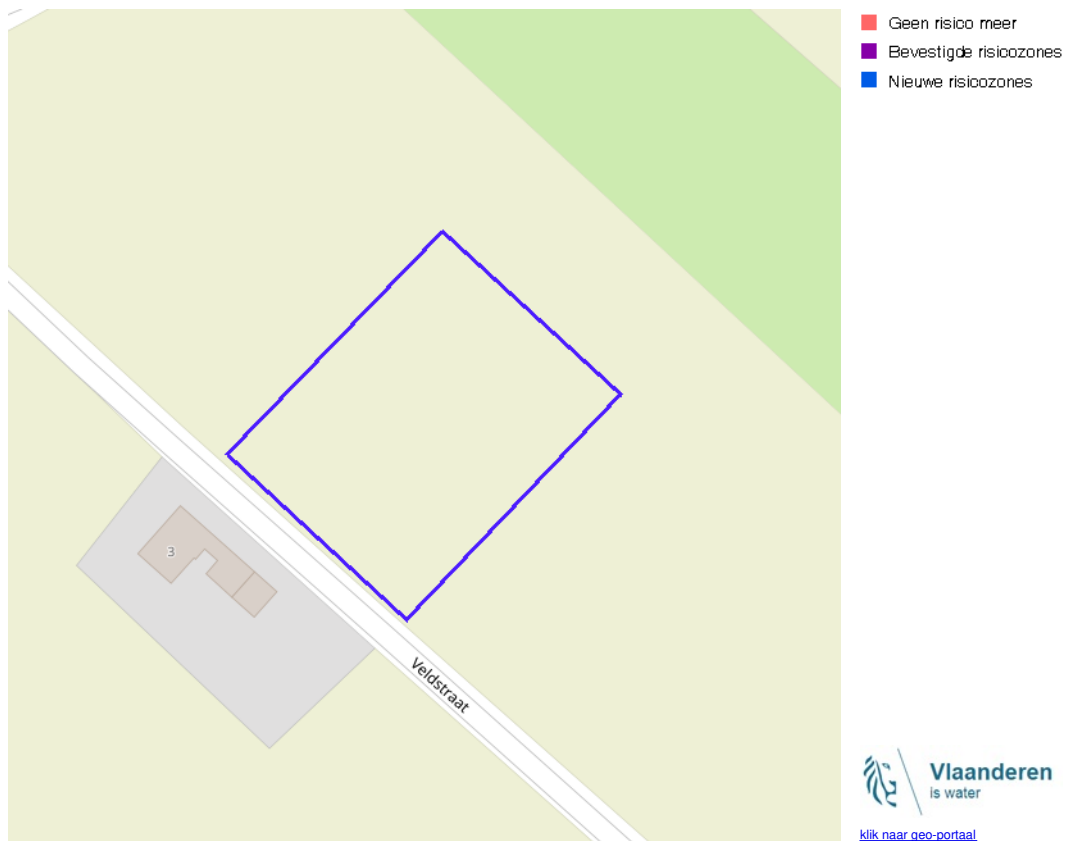 Geen risico meer
Bevestigde risicozones
Nieuwe risicozones
3
Veldstraat
Vlaanderen
is water
klik naar geo-portaal